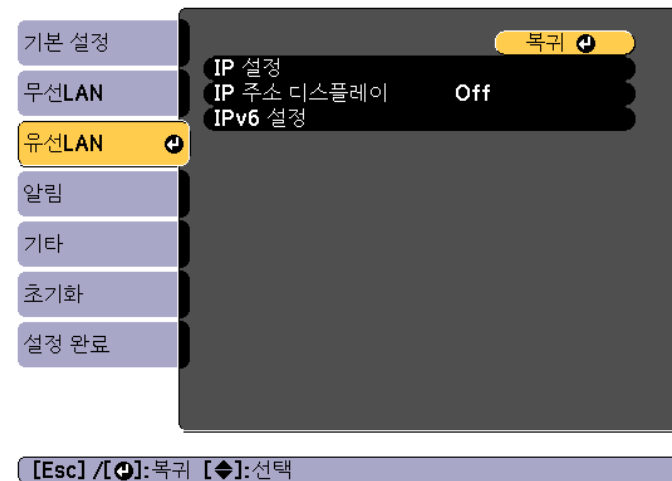 기본 설정
무선LAN
유선LAN
알림
기타
초기화
설정 완료
복귀
IP 설정
IP 주소 디스플레이 Off
IPv6 설정
[Esc] /[ ]:복귀 [ ]:선택